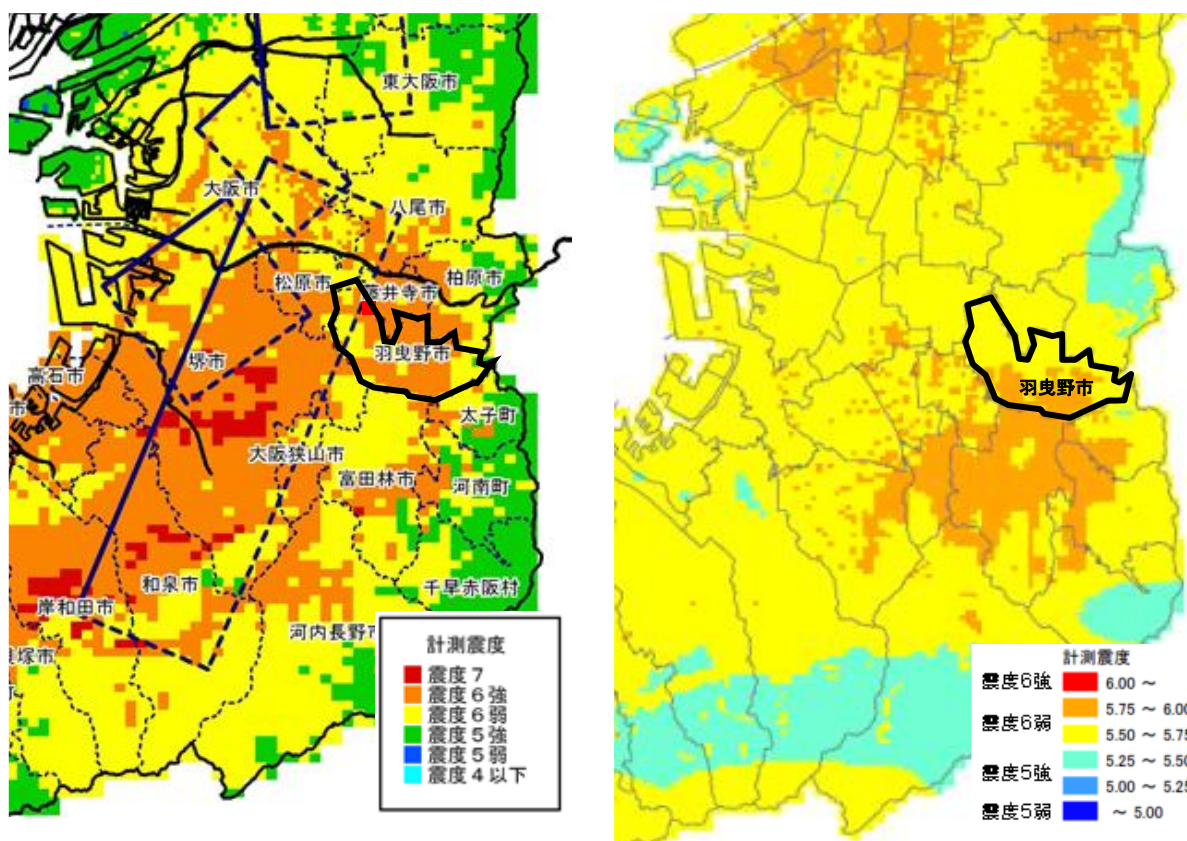 東大阪市
大阪市
八尾市
松原市
藤井寺市
柏原市
羽曳野市
堺市
高石市
市
太子町
大阪狭山市
富田林市
河南町
和泉市
千早赤阪村
岸和田市
河内長野市
塚市
町
計測震度
震度7
震度6強
震度6弱
震度5強
震度5弱
震度4以下
羽曳野市
計測震度
震度6強 6.00 ～
5.75 ～ 6.00
震度6弱
5.50 ～ 5.75
5.25 ～ 5.50
震度5強
5.00 ～ 5.25
震度5弱 ～ 5.00